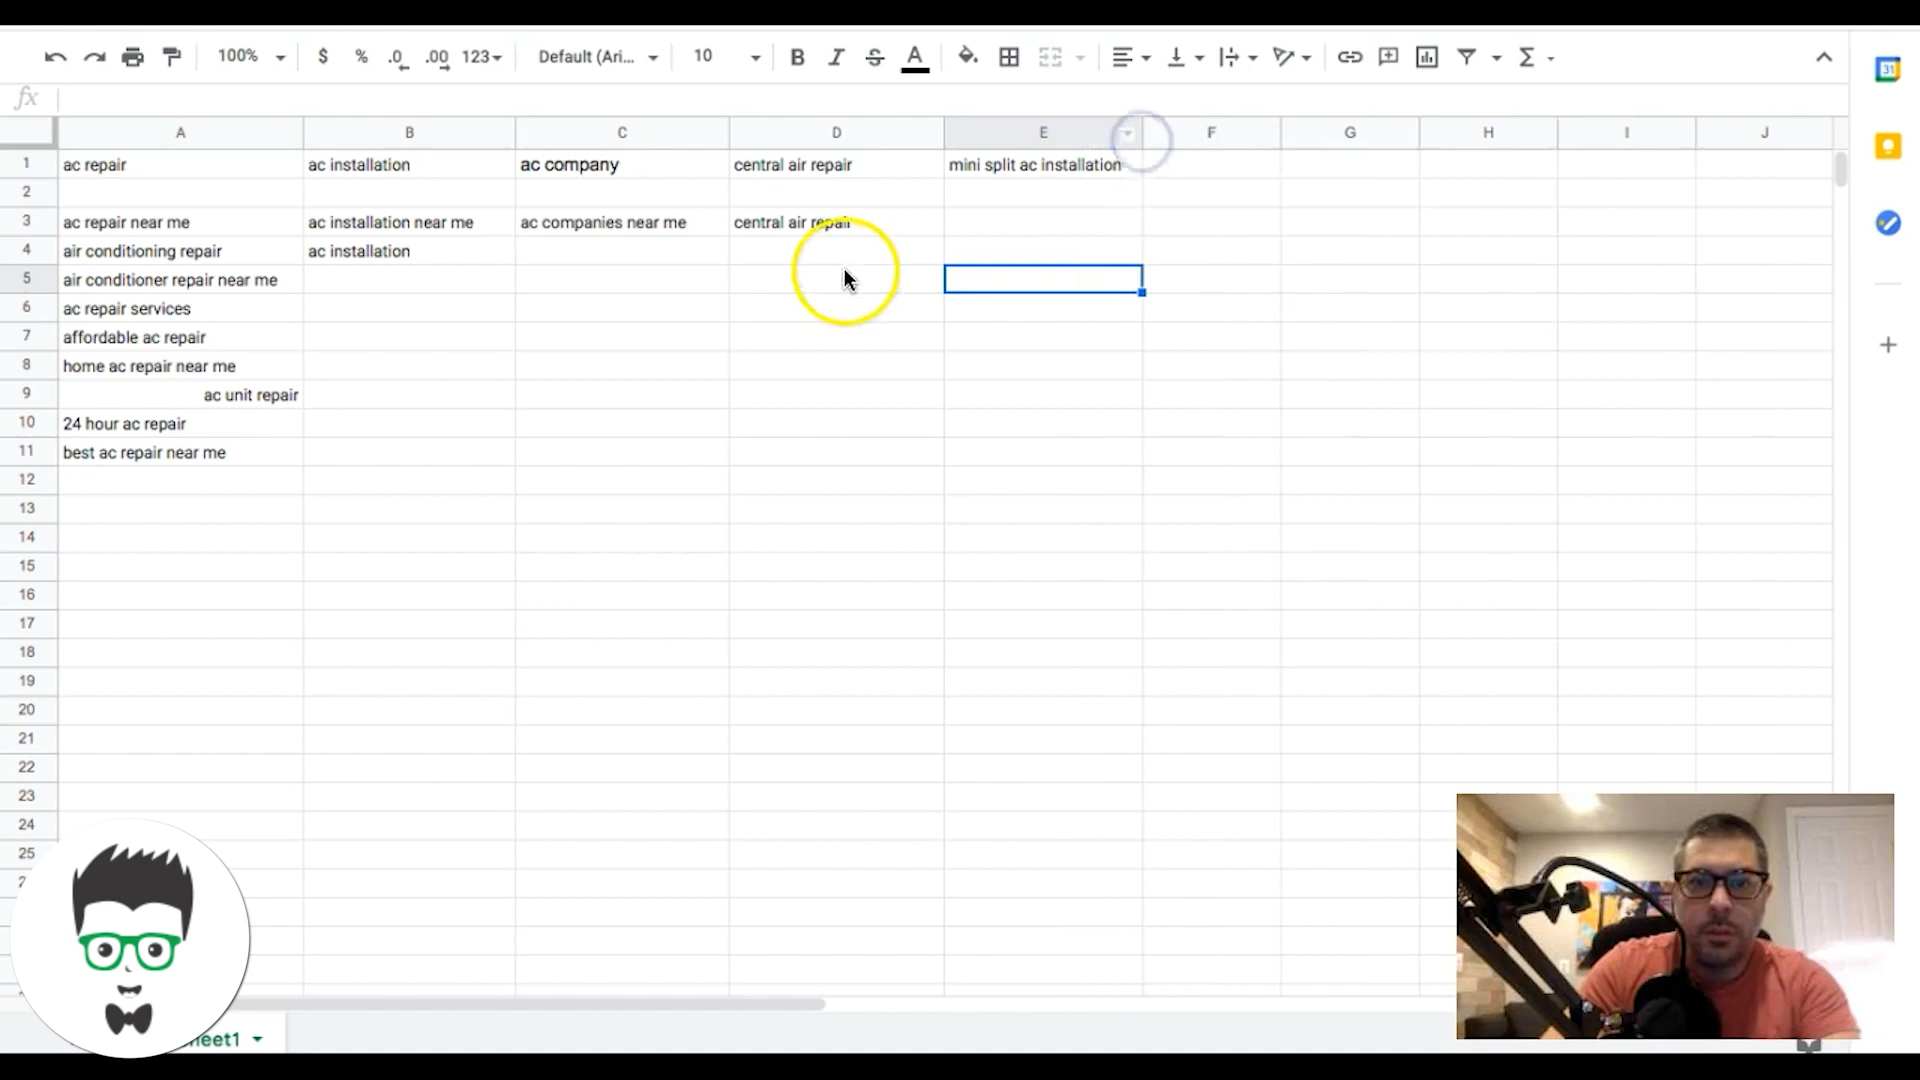 100% $ % .0 .00 123 Default (Ari... 10 B I S A Σ
31
fx
A B C D E F G H I J
1 ac repair ac installation ac company central air repair mini split ac installation
2
3 ac repair near me ac installation near me ac companies near me central air repair
4 air conditioning repair ac installation
5 air conditioner repair near me
6 ac repair services
7 affordable ac repair
8 home ac repair near me
9 ac unit repair
10 24 hour ac repair
11 best ac repair near me
12
13
14
15
16
17
18
19
20
21
22
23
24
25
heet1